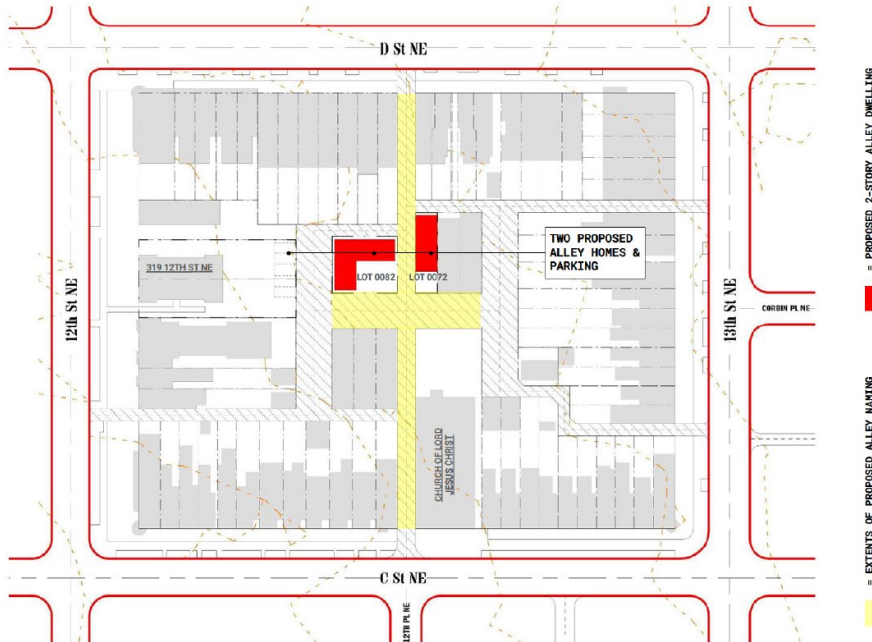 D St NE
= PROPOSED 2-STORY ALLEY DWELLING
TWO PROPOSED
ALLEY HOMES &
PARKING
319 12TH ST NE
LOT 0082
LOT 0072
12th St NE
13th St NE
CORBIN PL NE
CHURCH OF LORD
JESUS CHRIST
= EXTENTS OF PROPOSED ALLEY NAMING
C St NE
12TH PL NE